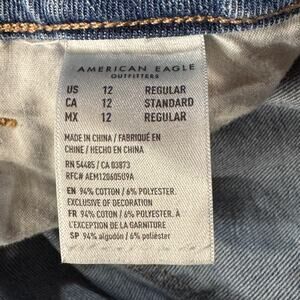 AMERICAN EAGLE
OUTFITTERS
US 12 REGULAR
CA 12 STANDARD
MX 12 REGULAR
MADE IN CHINA / FABRIQUÉ EN
CHINE / HECHO EN CHINA
RN 54485 / CA 03873
RFC# AEM120605U9A
EN 94% COTTON / 6% POLYESTER.
EXCLUSIVE OF DECORATION
FR 94% COTTON / 6% POLYESTER. À
L'EXCEPTION DE LA GARNITURE
SP 94% algodón / 6% poliéster